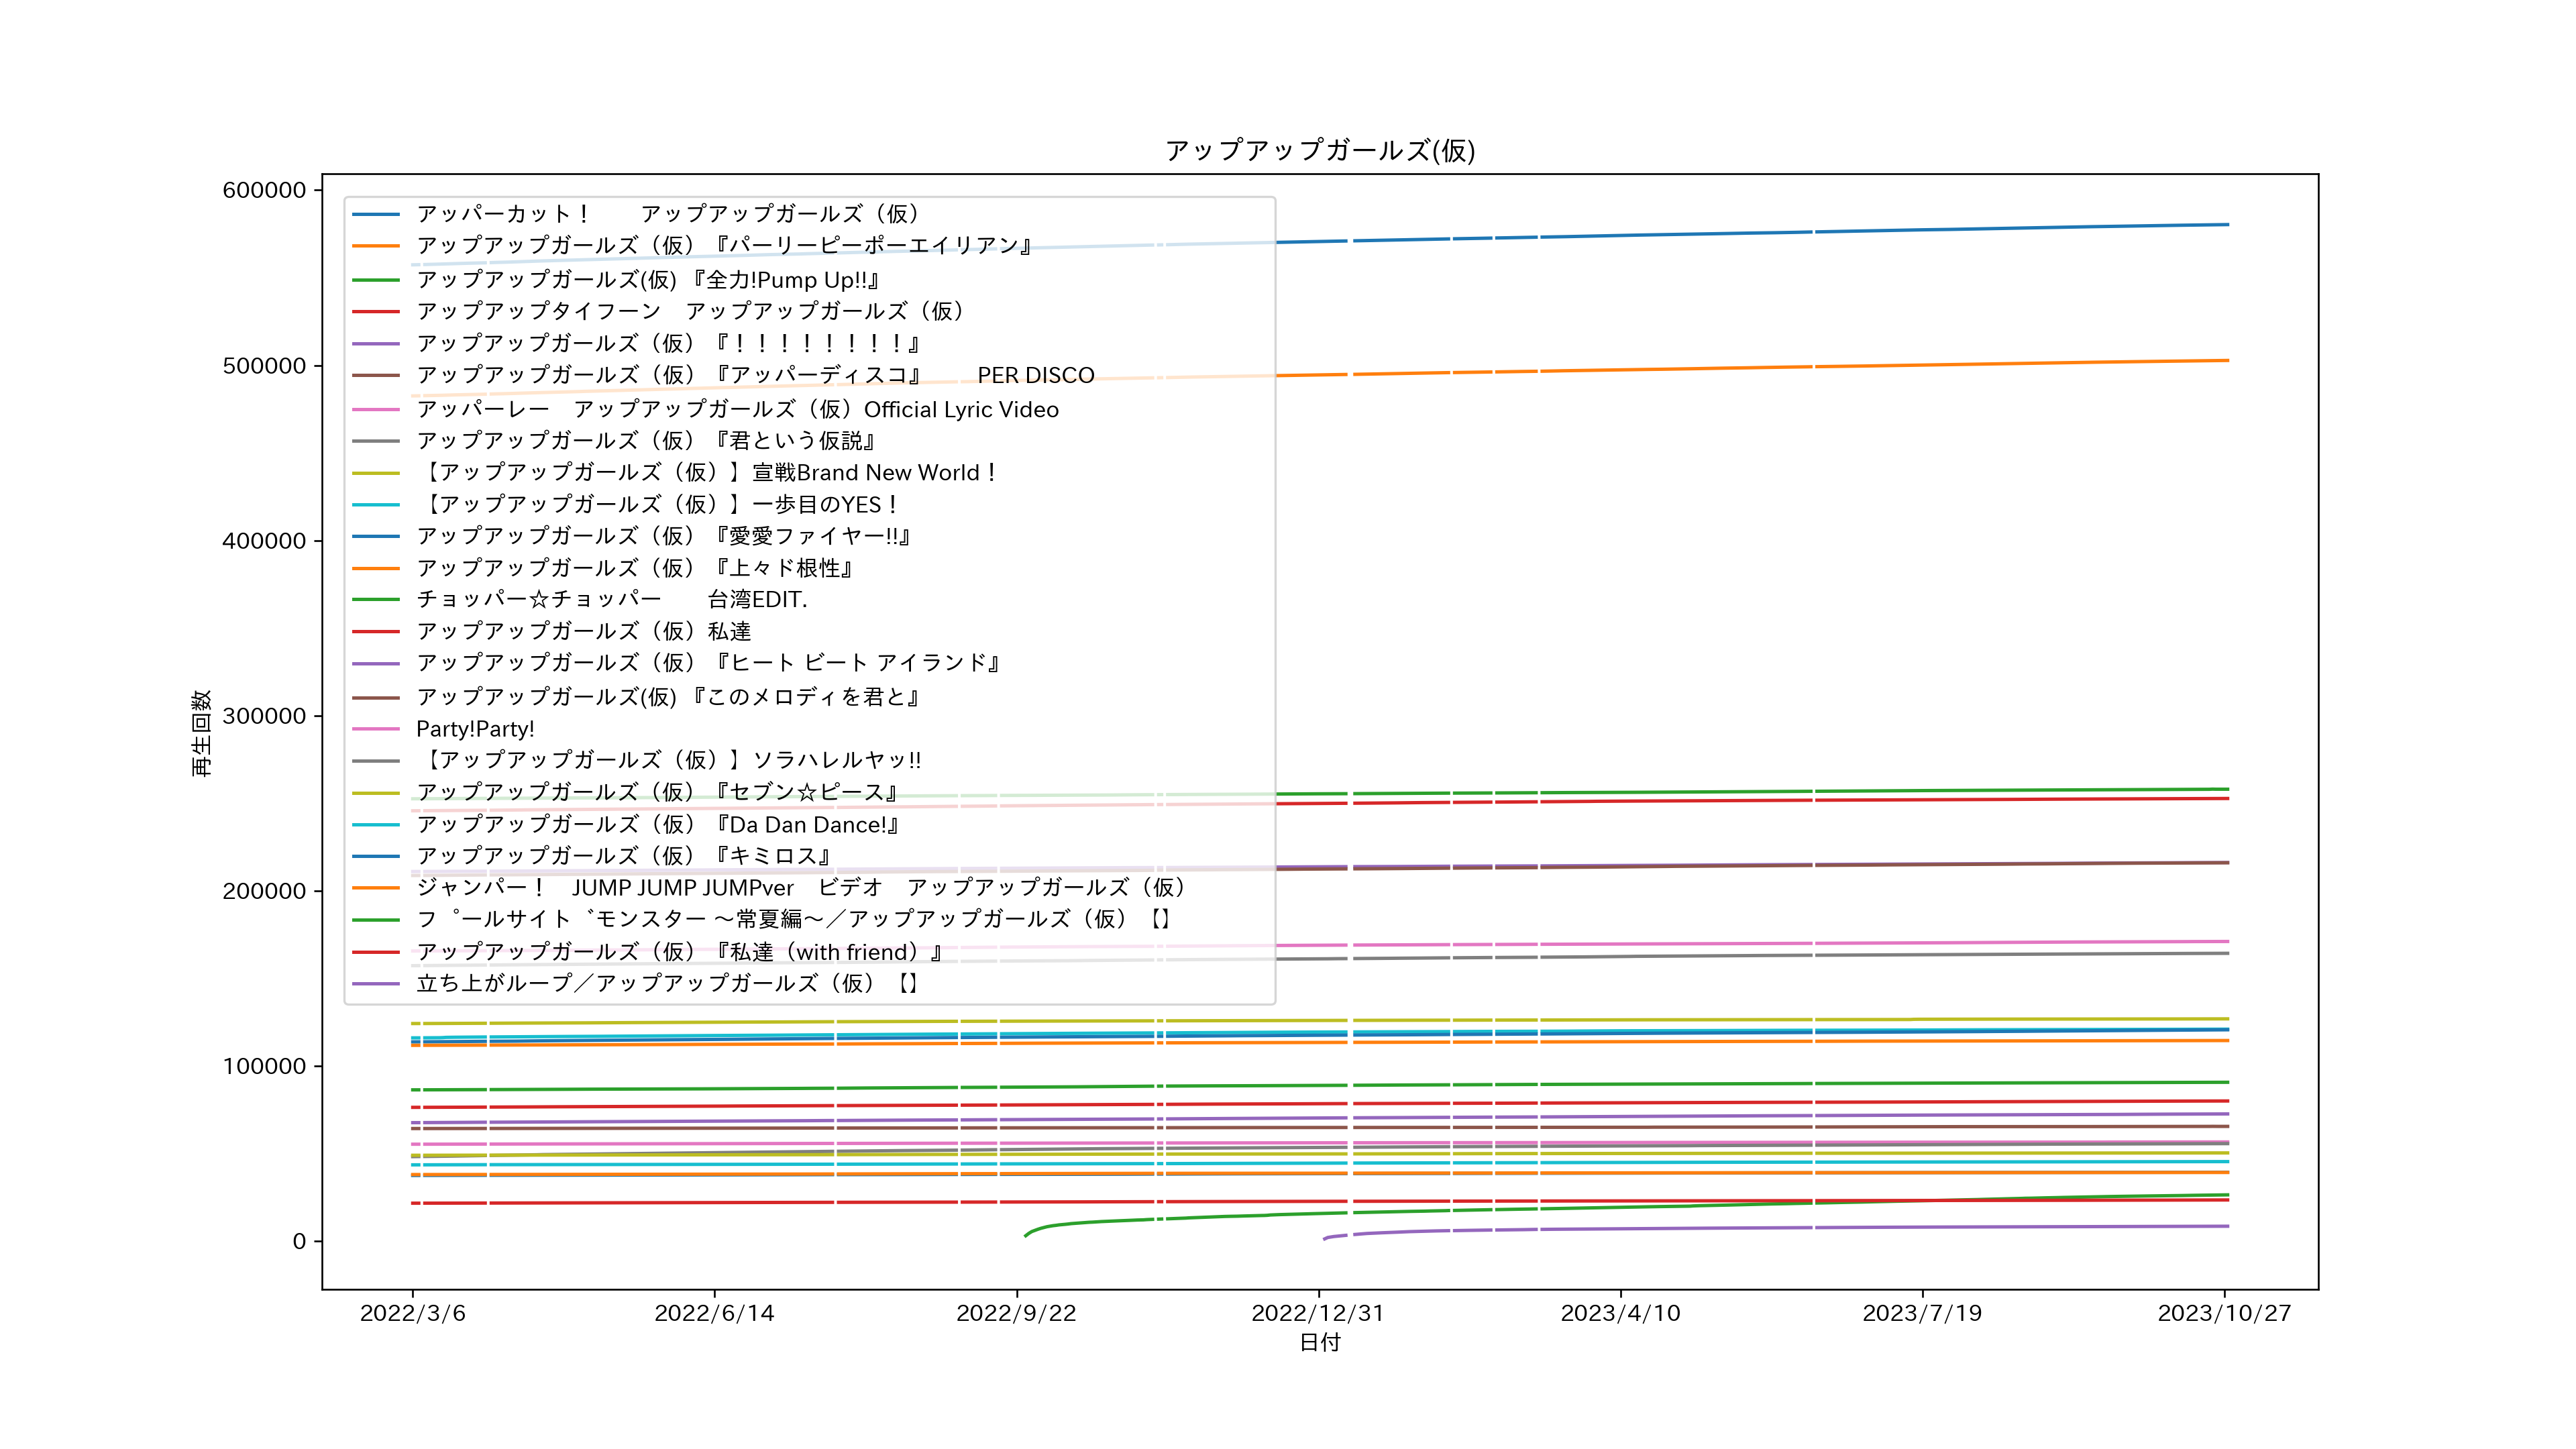 アップアップガールズ(仮)
600000
500000
400000
300000
200000
100000
0
再生回数
アッパーカット！　　アップアップガールズ（仮）
アップアップガールズ（仮）『パーリーピーポーエイリアン』
アップアップガールズ(仮) 『全力!Pump Up!!』
アップアップタイフーン　アップアップガールズ（仮）
アップアップガールズ（仮）『！！！！！！！！』
アップアップガールズ（仮）『アッパーディスコ』　　PER DISCO
アッパーレー　アップアップガールズ（仮）Official Lyric Video
アップアップガールズ（仮）『君という仮説』
【アップアップガールズ（仮）】宣戦Brand New World！
【アップアップガールズ（仮）】一歩目のYES！
アップアップガールズ（仮）『愛愛ファイヤー!!』
アップアップガールズ（仮）『上々ド根性』
チョッパー☆チョッパー　　台湾EDIT.
アップアップガールズ（仮）私達
アップアップガールズ（仮）『ヒート ビート アイランド』
アップアップガールズ(仮) 『このメロディを君と』
Party!Party!
【アップアップガールズ（仮）】ソラハレルヤッ!!
アップアップガールズ（仮）『セブン☆ピース』
アップアップガールズ（仮）『Da Dan Dance!』
アップアップガールズ（仮）『キミロス』
ジャンパー！　JUMP JUMP JUMPver　ビデオ　アップアップガールズ（仮）
フ゜ールサイト゛モンスター 〜常夏編〜／アップアップガールズ（仮）【】
アップアップガールズ（仮）『私達（with friend）』
立ち上がループ／アップアップガールズ（仮）【】
2022/3/6
2022/6/14
2022/9/22
2022/12/31
2023/4/10
2023/7/19
2023/10/27
日付